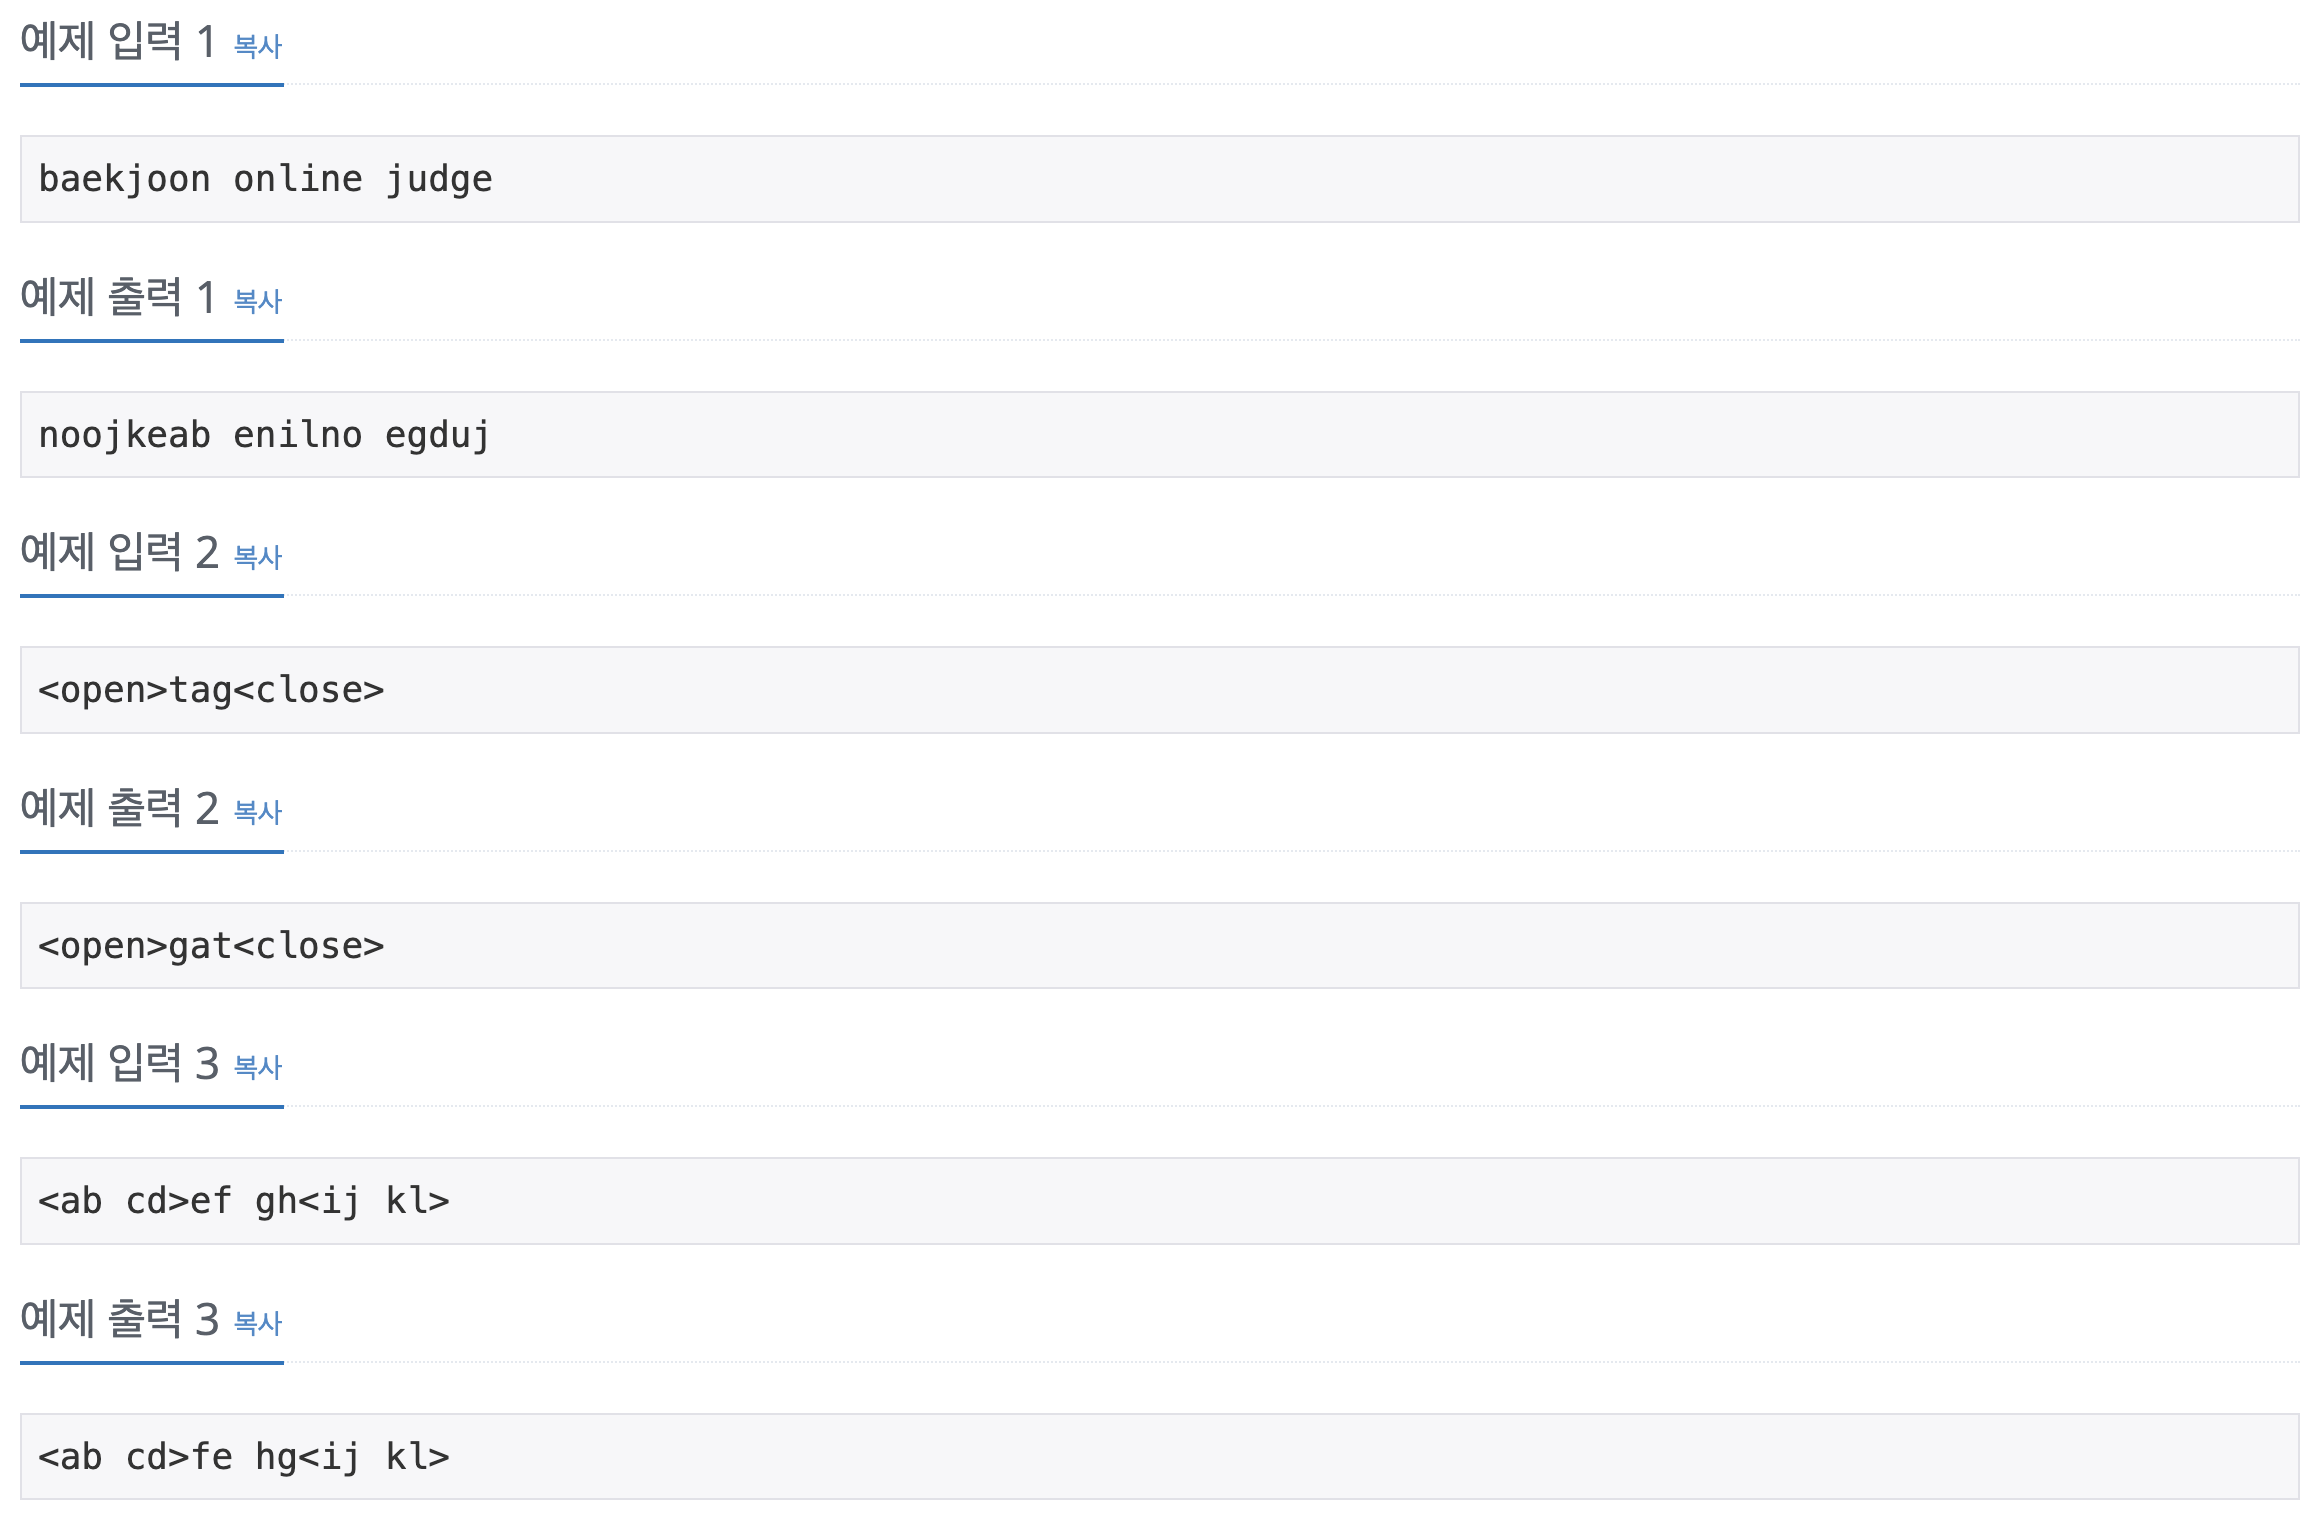 예제 입력 1 복사
baekjoon online judge
예제 출력 1 복사
noojkeab enilno egduj
예제 입력 2 복사
<open>tag<close>
예제 출력 2 복사
<open>gat<close>
예제 입력 3 복사
<ab cd>ef gh<ij kl>
예제 출력 3 복사
<ab cd>fe hg<ij kl>